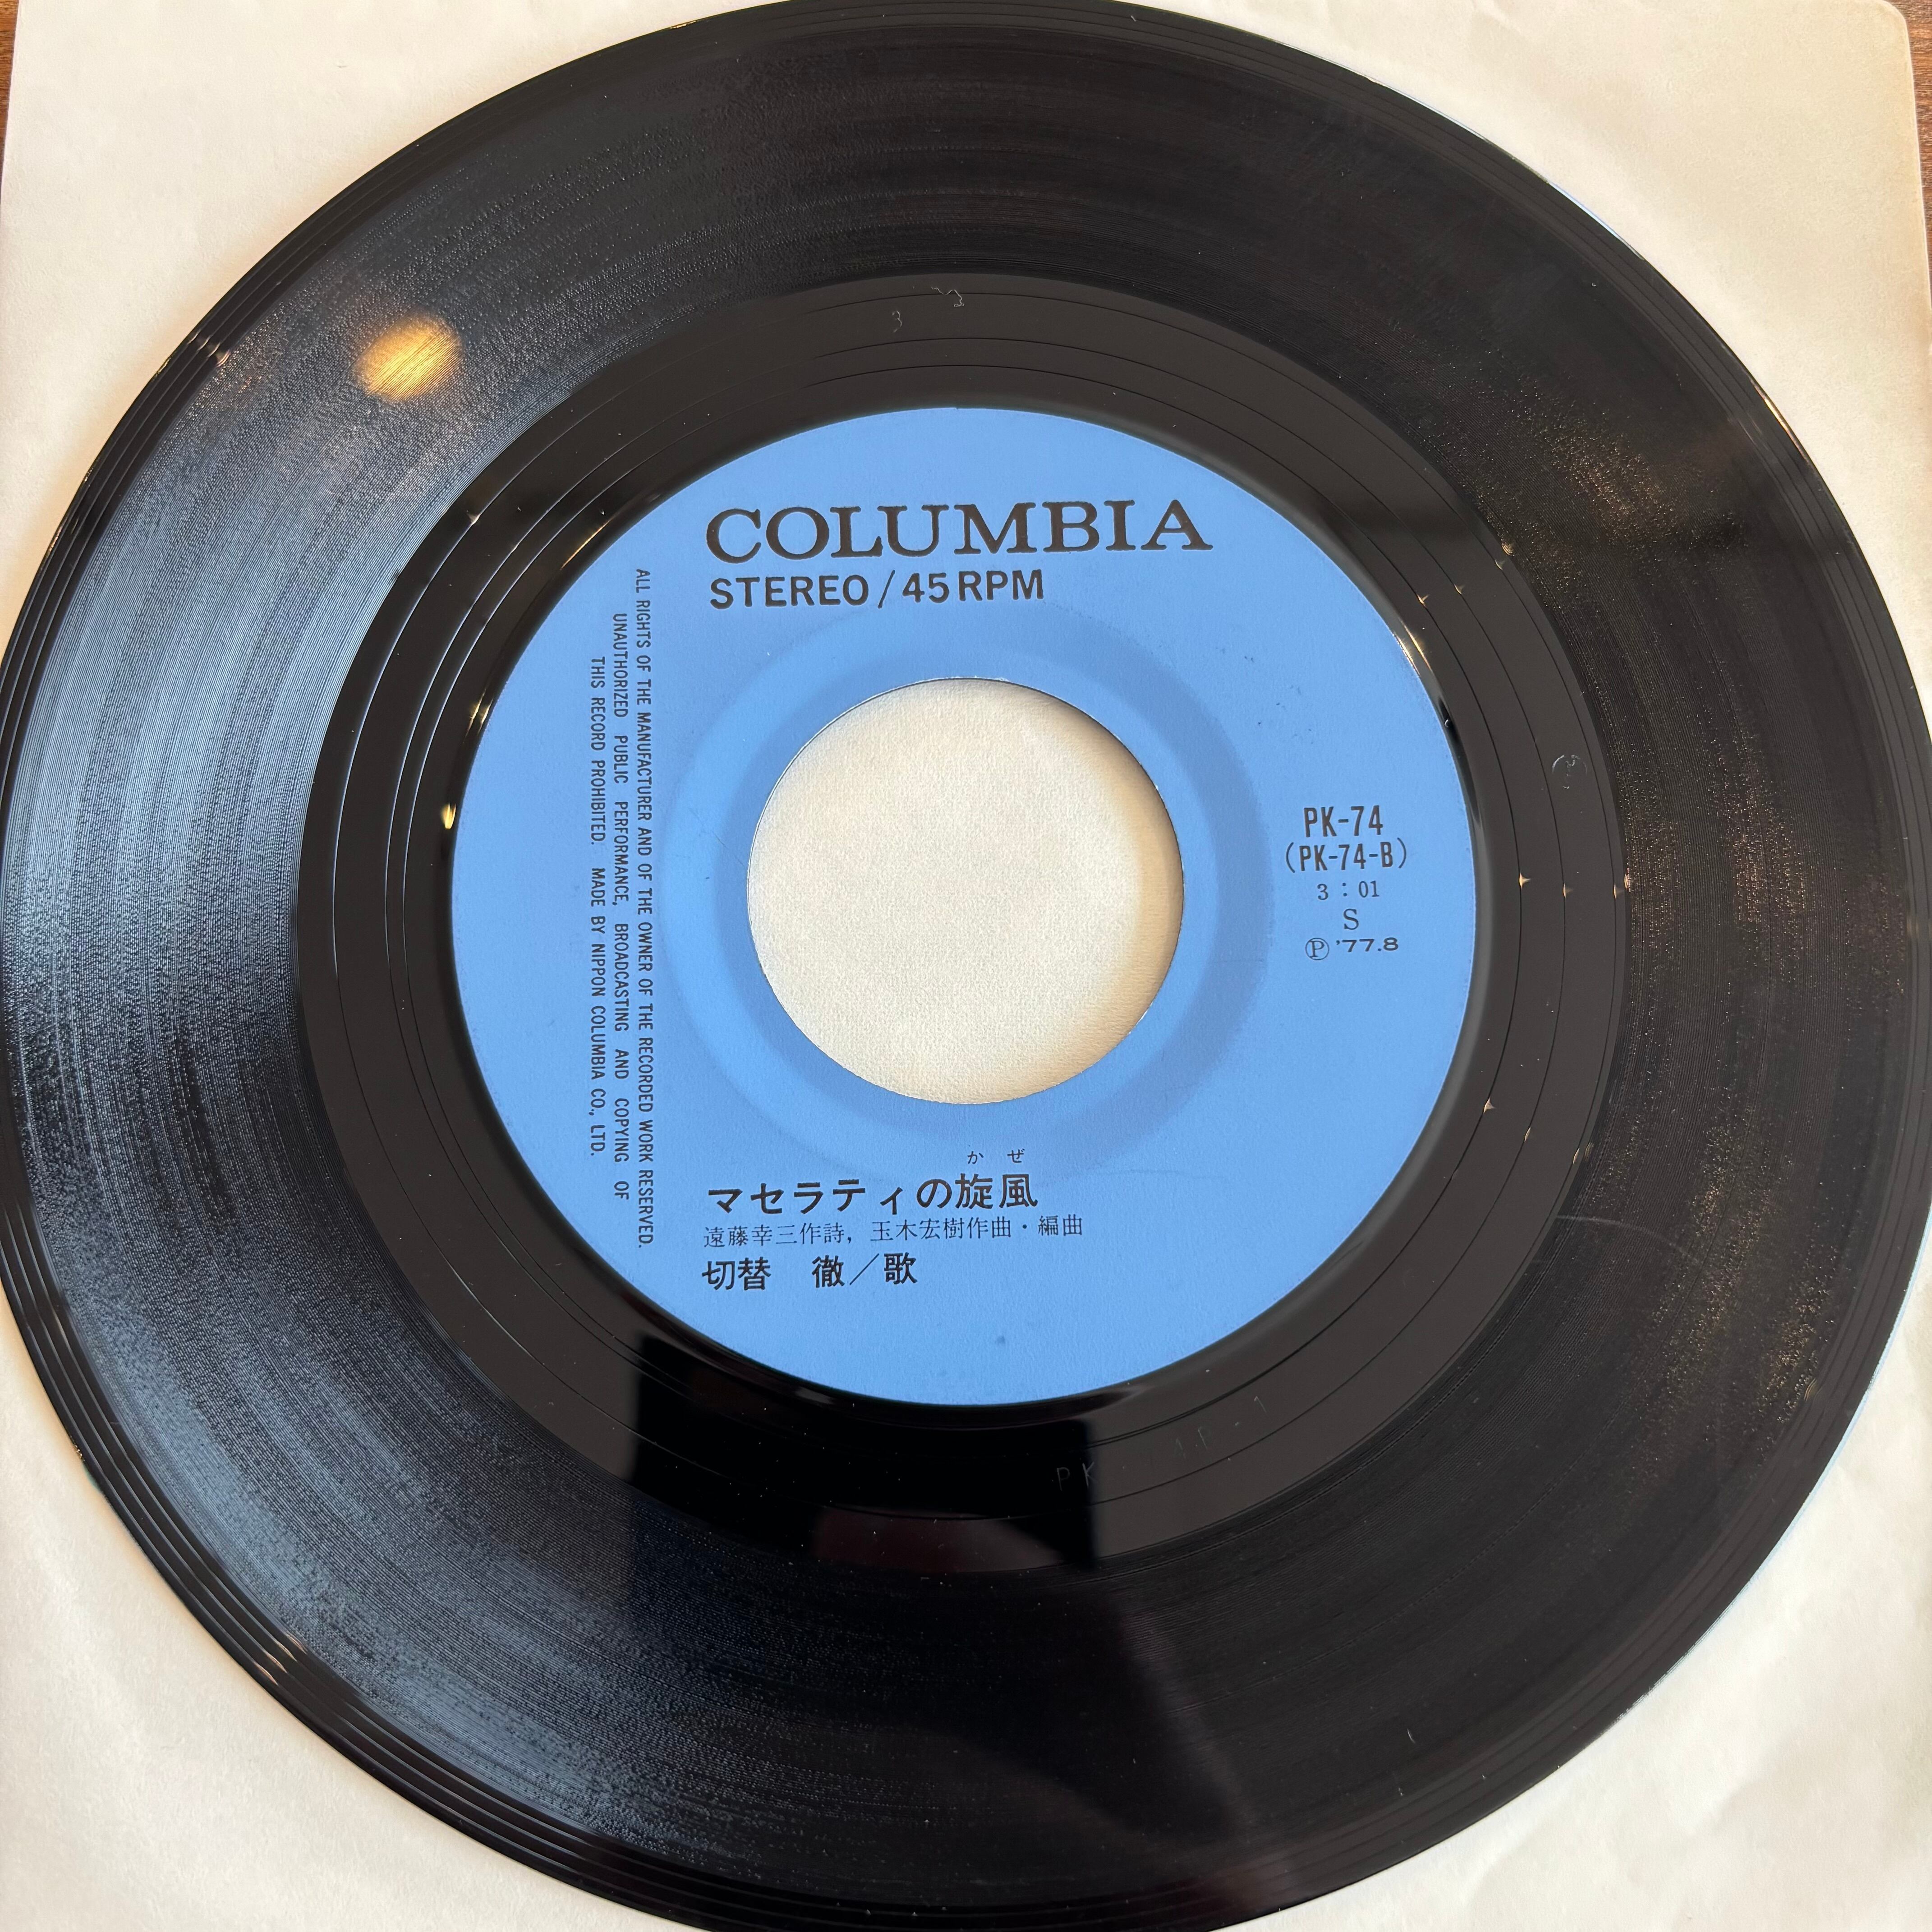 COLUMBIA
STEREO / 45 RPM
ALL RIGHTS OF THE MANUFACTURER AND OF THE OWNER OF THE RECORDED WORK RESERVED.
UNAUTHORIZED PUBLIC PERFORMANCE, BROADCASTING AND COPYING OF
THIS RECORD PROHIBITED. MADE BY NIPPON COLUMBIA CO., LTD.
PK-74
(PK-74-B)
3 : 01
S
Ⓟ '77.8
かぜ
マセラティの旋風
遠藤幸三作詩, 玉木宏樹作曲・編曲
切替 徹／歌
3